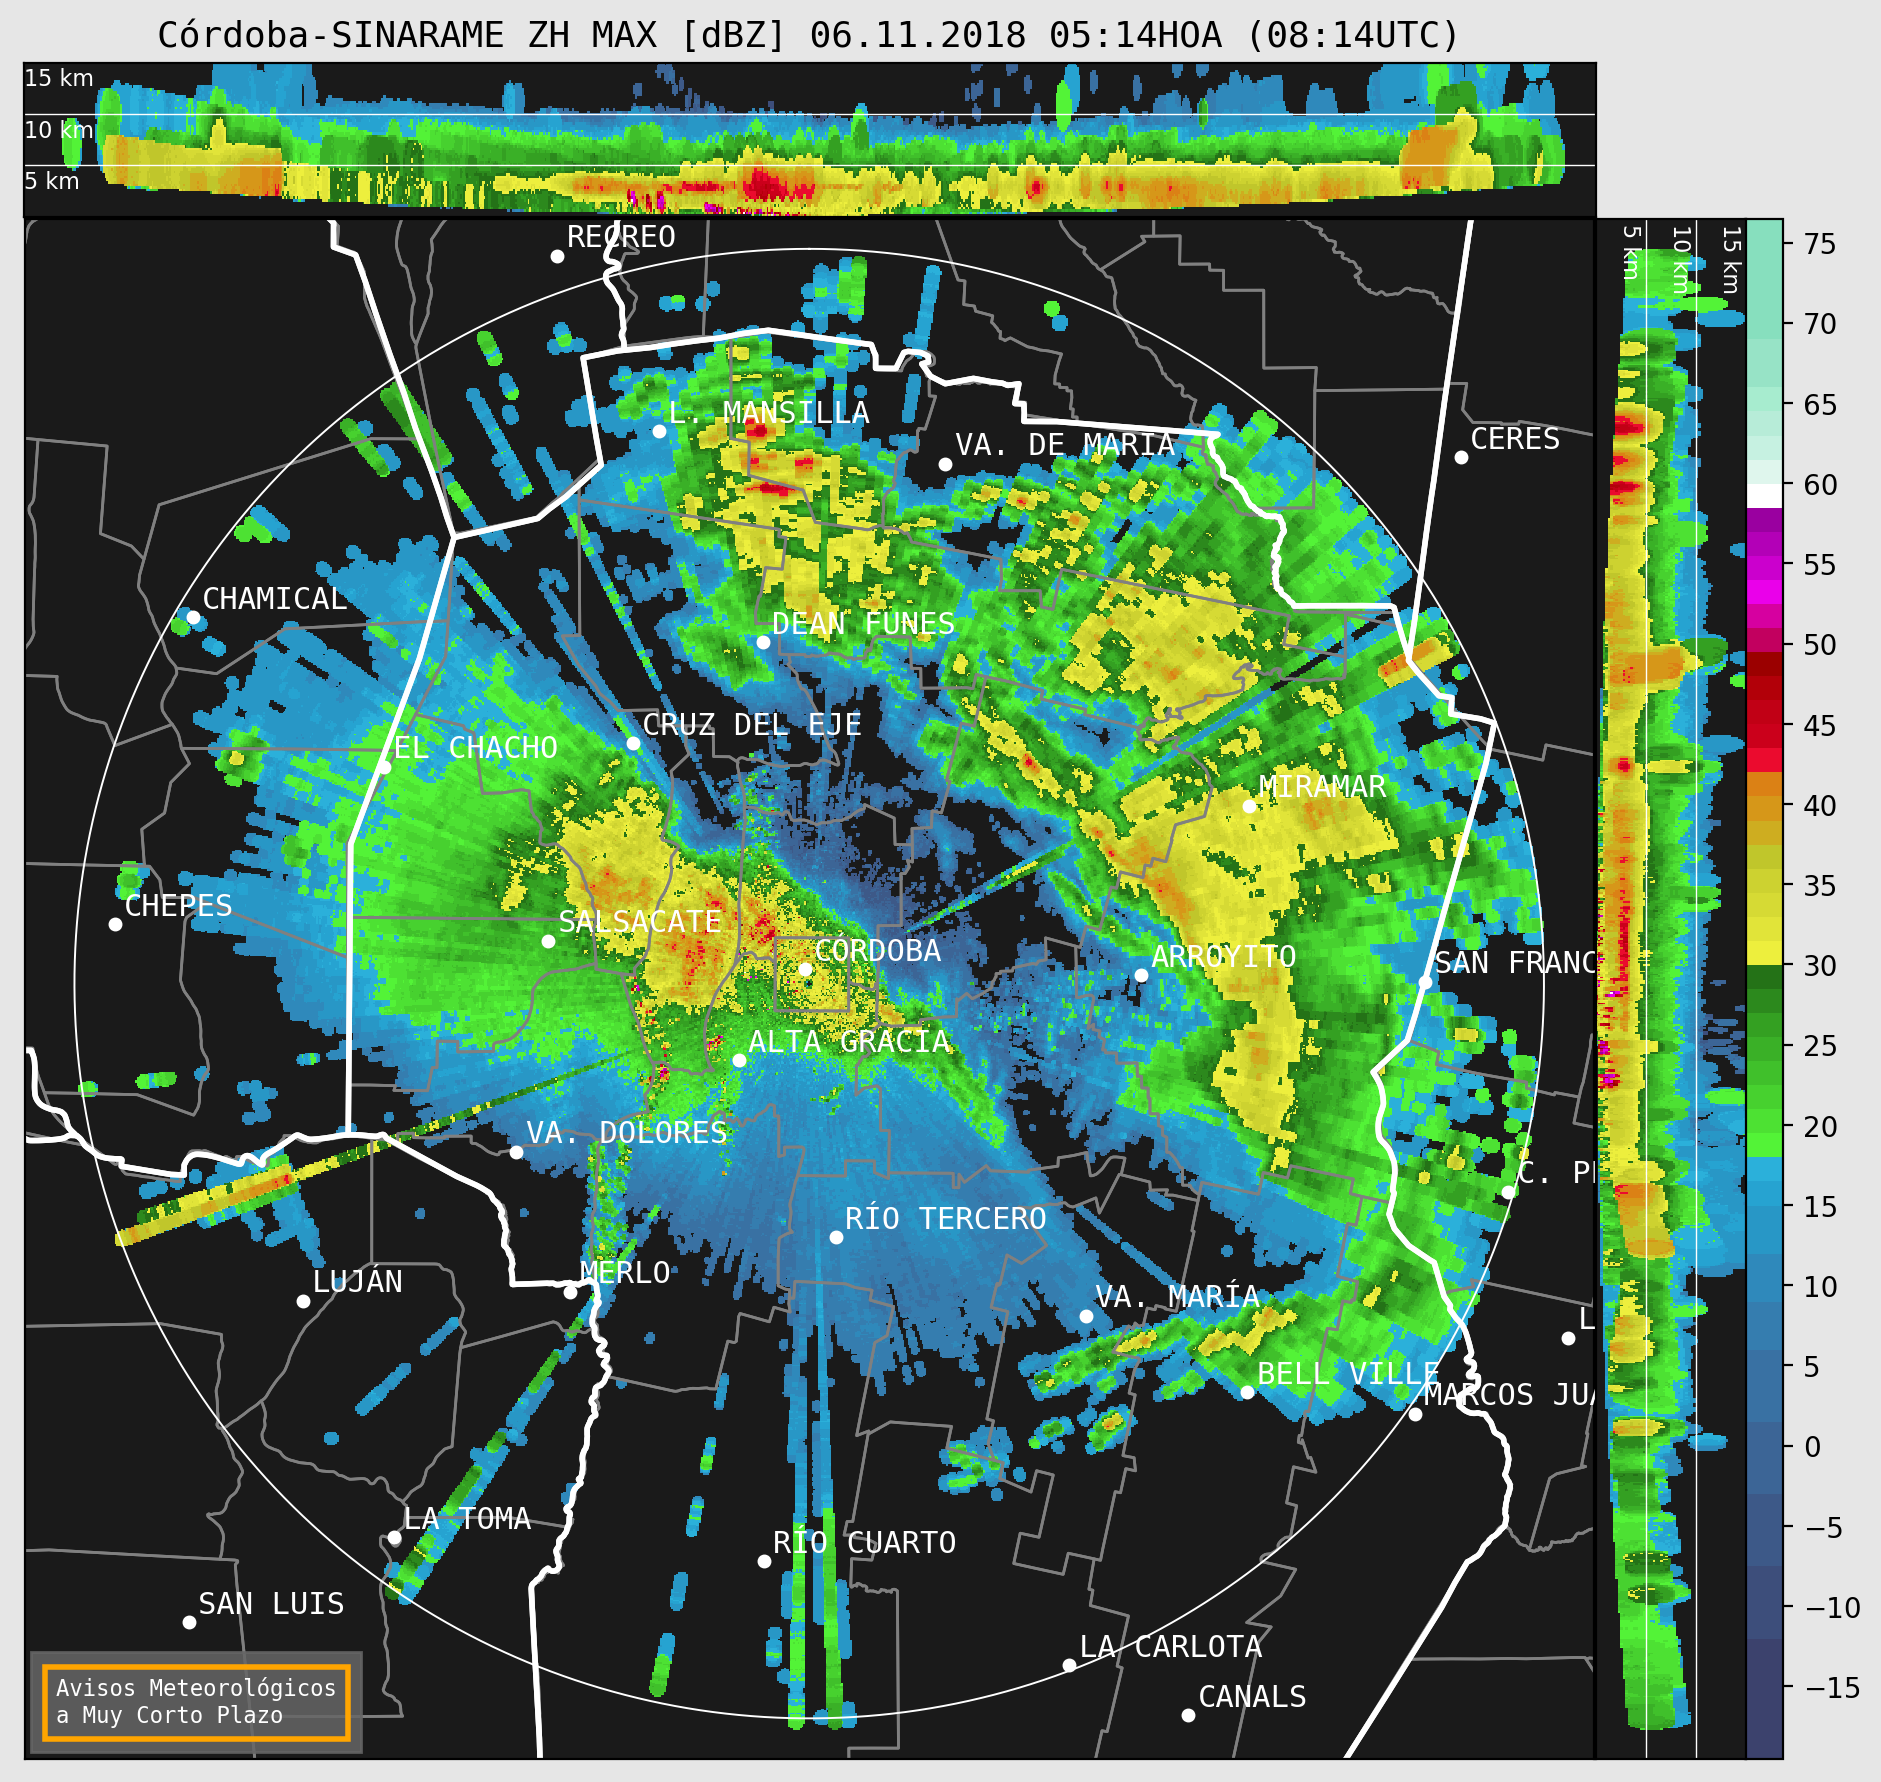 Córdoba-SINARAME ZH MAX [dBZ] 06.11.2018 05:14HOA (08:14UTC)
15 km
10 km
5 km
5 km
10 km
15 km
75
70
65
60
55
50
45
40
35
30
25
20
15
10
5
0
−5
−10
−15
RECREO
L. MANSILLA
VA. DE MARIA
CERES
CHAMICAL
DEAN FUNES
CRUZ DEL EJE
EL CHACHO
MIRAMAR
CHEPES
SALSACATE
CÓRDOBA
ARROYITO
SAN FRANC
ALTA GRACIA
VA. DOLORES
C. P
RÍO TERCERO
MERLO
LUJÁN
VA. MARÍA
L
BELL VILLE
MARCOS JUA
LA TOMA
RÍO CUARTO
SAN LUIS
LA CARLOTA
CANALS
Avisos Meteorológicos
a Muy Corto Plazo